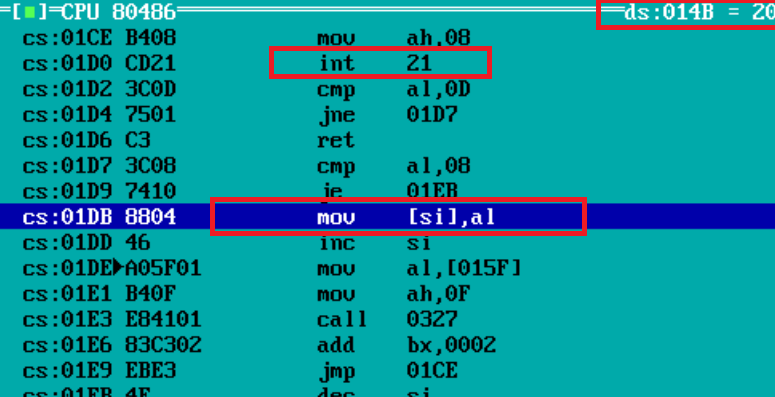 [■]=CPU 80486 ds:014B = 20
cs:01CE B408 mov ah,08
cs:01D0 CD21 int 21
cs:01D2 3C0D cmp al,0D
cs:01D4 7501 jne 01D7
cs:01D6 C3 ret
cs:01D7 3C08 cmp al,08
cs:01D9 7410 je 01EB
cs:01DB 8804 mov [si],al
cs:01DD 46 inc si
cs:01DE►A05F01 mov al,[015F]
cs:01E1 B40F mov ah,0F
cs:01E3 E84101 call 0327
cs:01E6 83C302 add bx,0002
cs:01E9 EBE3 jmp 01CE
cs:01EB 4E dec si